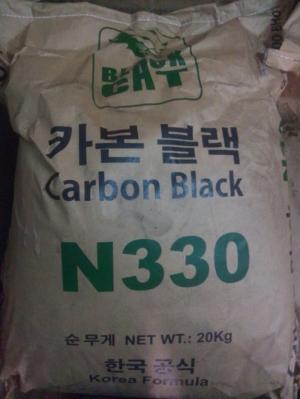 BLACK
카본 블랙
Carbon Black
N330
순 무게 NET WT.: 20Kg
한국 공식
Korea Formula